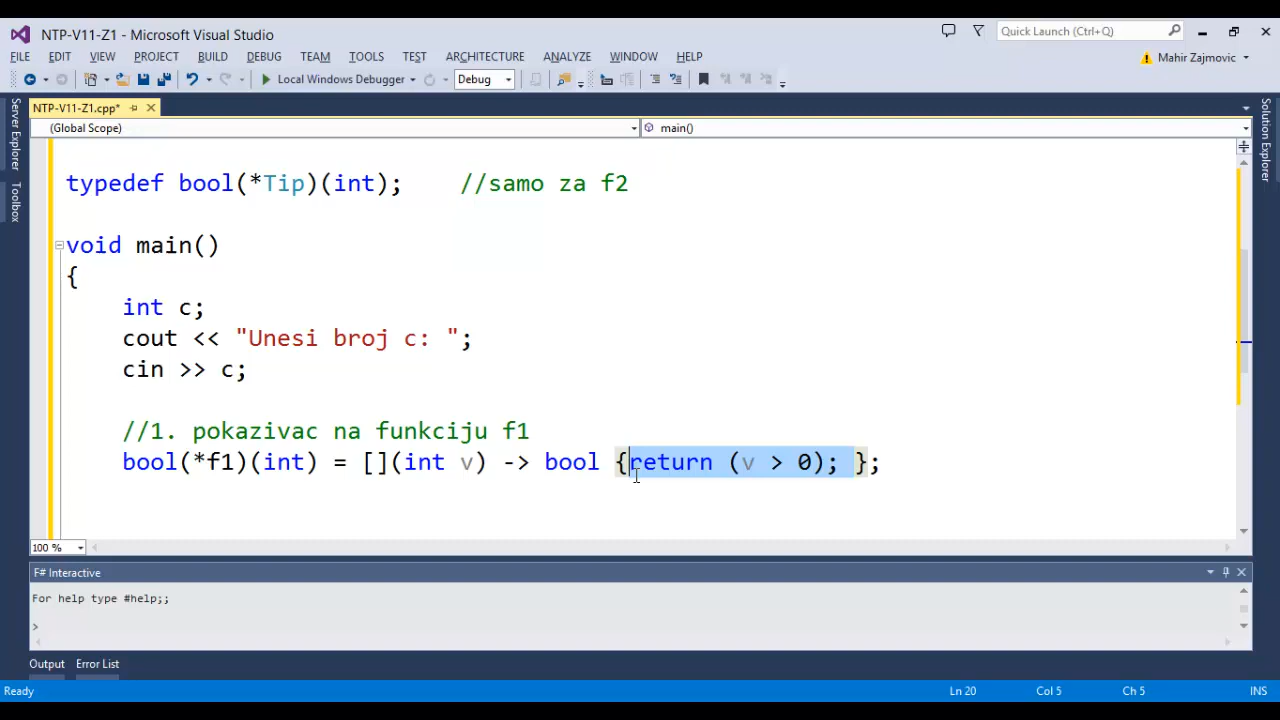 NTP-V11-Z1 - Microsoft Visual Studio
Quick Launch (Ctrl+Q)
FILE EDIT VIEW PROJECT BUILD DEBUG TEAM TOOLS TEST ARCHITECTURE ANALYZE WINDOW HELP
Mahir Zajmovic
Local Windows Debugger Debug
Server Explorer
Toolbox
Solution Explorer
NTP-V11-Z1.cpp*
(Global Scope) main()
typedef bool(*Tip)(int); //samo za f2
void main()
{
int c;
cout << "Unesi broj c: ";
cin >> c;
//1. pokazivac na funkciju f1
bool(*f1)(int) = [](int v) -> bool {return (v > 0); };
100 %
F# Interactive
For help type #help;;
>
Output Error List
Ready Ln 20 Col 5 Ch 5 INS